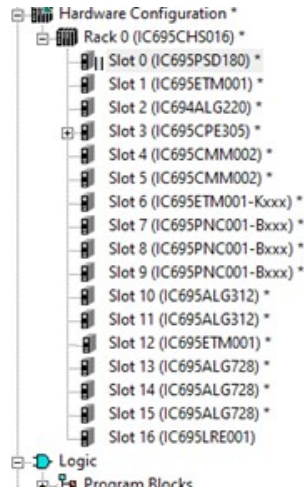 Hardware Configuration *
Rack 0 (IC695CHS016) *
Slot 0 (IC695PSD180) *
Slot 1 (IC695ETM001) *
Slot 2 (IC694ALG220) *
Slot 3 (IC695CPE305) *
Slot 4 (IC695CMM002) *
Slot 5 (IC695CMM002) *
Slot 6 (IC695ETM001-Kxxx) *
Slot 7 (IC695PNC001-Bxxx) *
Slot 8 (IC695PNC001-Bxxx) *
Slot 9 (IC695PNC001-Bxxx) *
Slot 10 (IC695ALG312) *
Slot 11 (IC695ALG312) *
Slot 12 (IC695ETM001) *
Slot 13 (IC695ALG728) *
Slot 14 (IC695ALG728) *
Slot 15 (IC695ALG728) *
Slot 16 (IC695LRE001)
Logic
Program Blocks